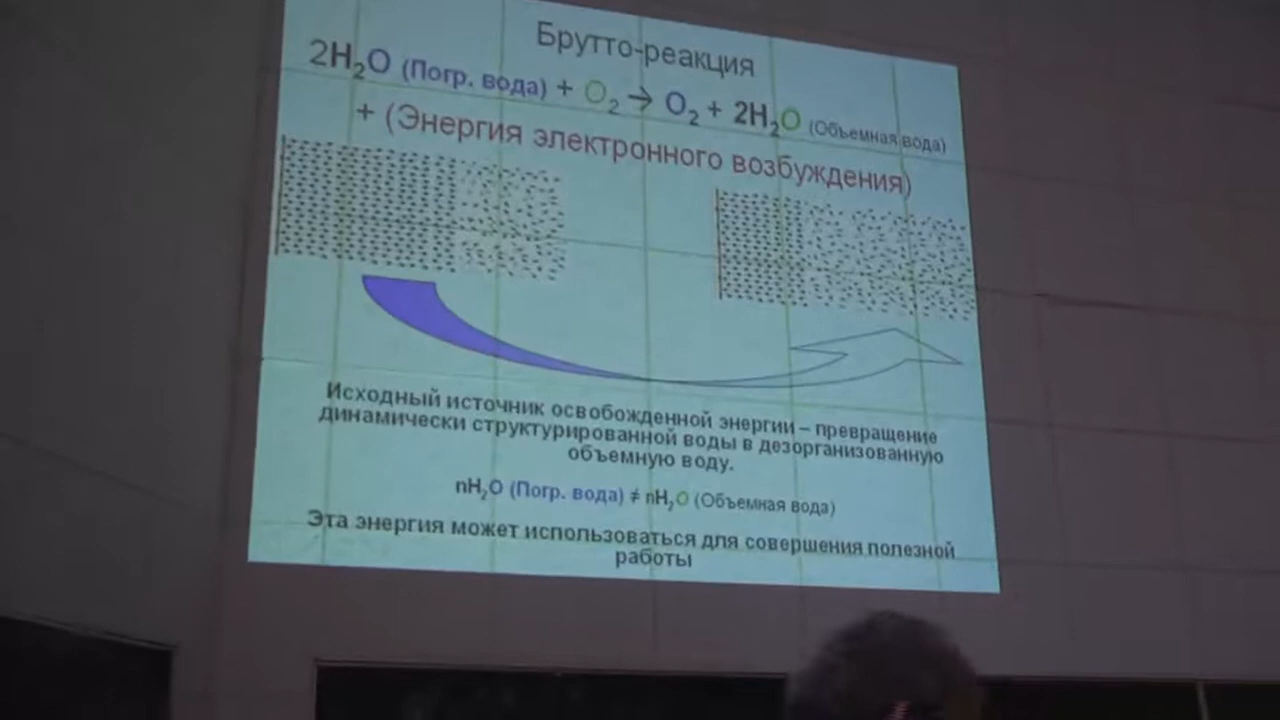 Брутто-реакция
2H₂O (Погр. вода) + O₂ → O₂ + 2H₂O (Объемная вода)
+ (Энергия электронного возбуждения)
Исходный источник освобожденной энергии – превращение
динамически структурированной воды в дезорганизованную
объемную воду.
nH₂O (Погр. вода) ≠ nH₂O (Объемная вода)
Эта энергия может использоваться для совершения полезной
работы